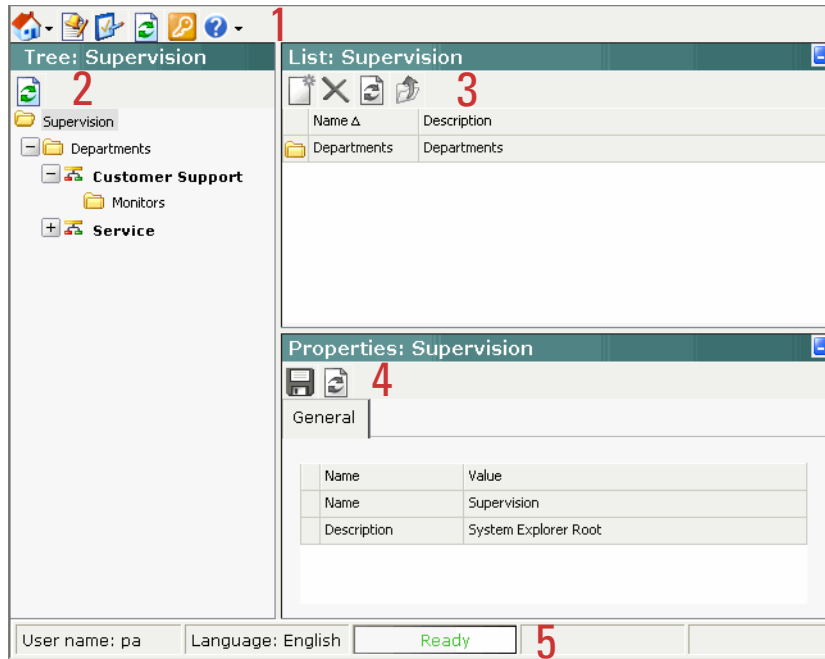 1
Tree: Supervision
2
Supervision
Departments
Customer Support
Monitors
Service
List: Supervision
3
Name Description
Departments Departments
Properties: Supervision
4
General
Name Value
Name Supervision
Description System Explorer Root
User name: pa Language: English Ready 5